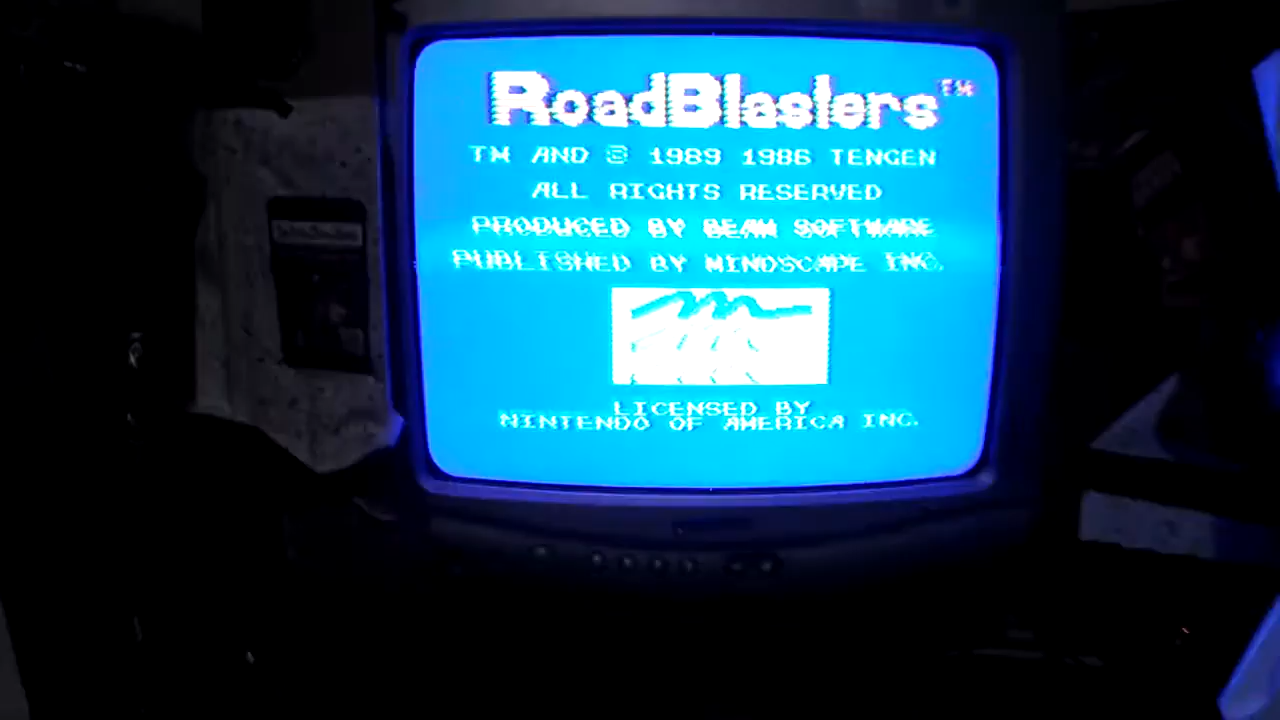 RoadBlasters™
TM AND © 1989 1986 TENGEN
ALL RIGHTS RESERVED
PRODUCED BY BEAM SOFTWARE
PUBLISHED BY MINDSCAPE INC.
LICENSED BY
NINTENDO OF AMERICA INC.